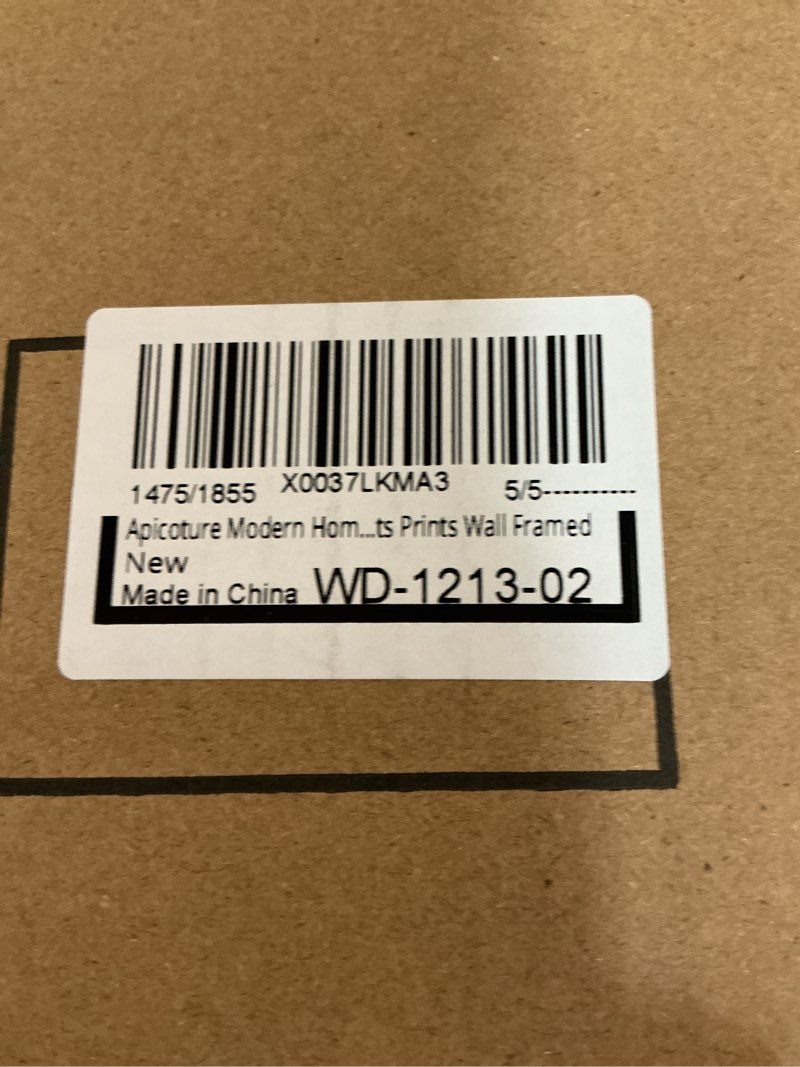 1475/1855 X0037LKMA3 5/5----------
Apicoture Modern Hom...ts Prints Wall Framed
New
Made in China WD-1213-02